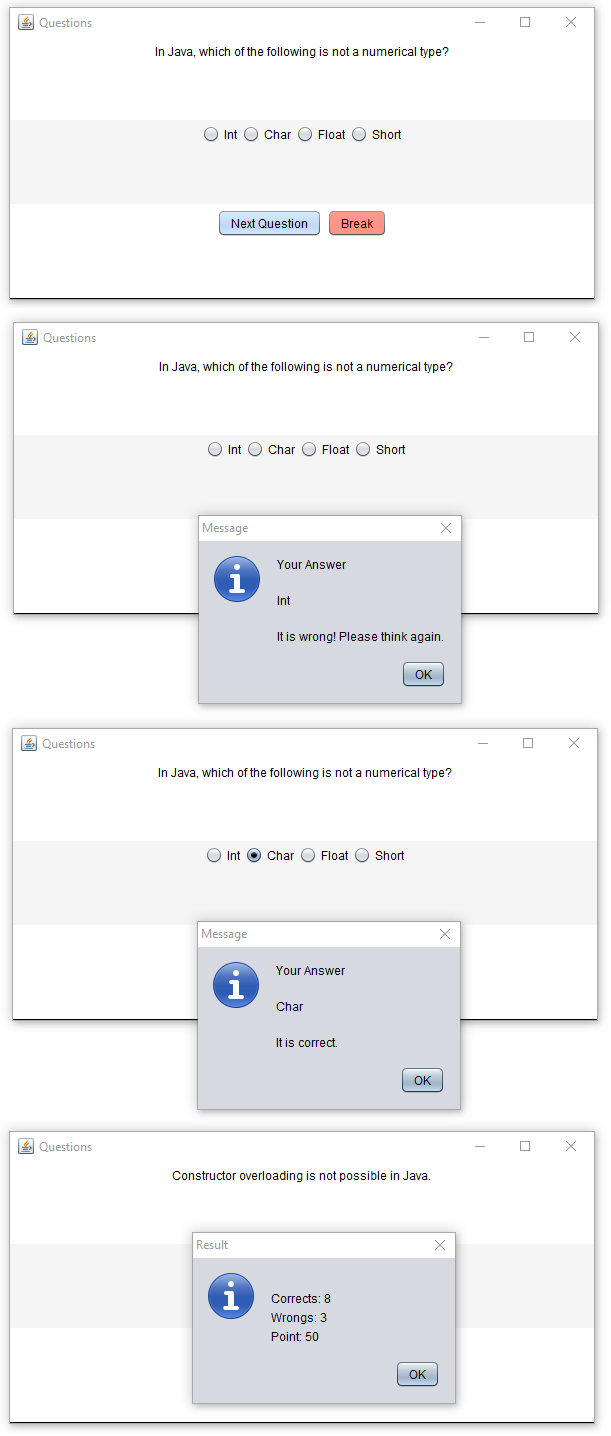 Questions
In Java, which of the following is not a numerical type?
Int Char Float Short
Next Question Break
Questions
In Java, which of the following is not a numerical type?
Int Char Float Short
Message
Your Answer
Int
It is wrong! Please think again.
OK
Questions
In Java, which of the following is not a numerical type?
Int Char Float Short
Message
Your Answer
Char
It is correct.
OK
Questions
Constructor overloading is not possible in Java.
Result
Corrects: 8
Wrongs: 3
Point: 50
OK